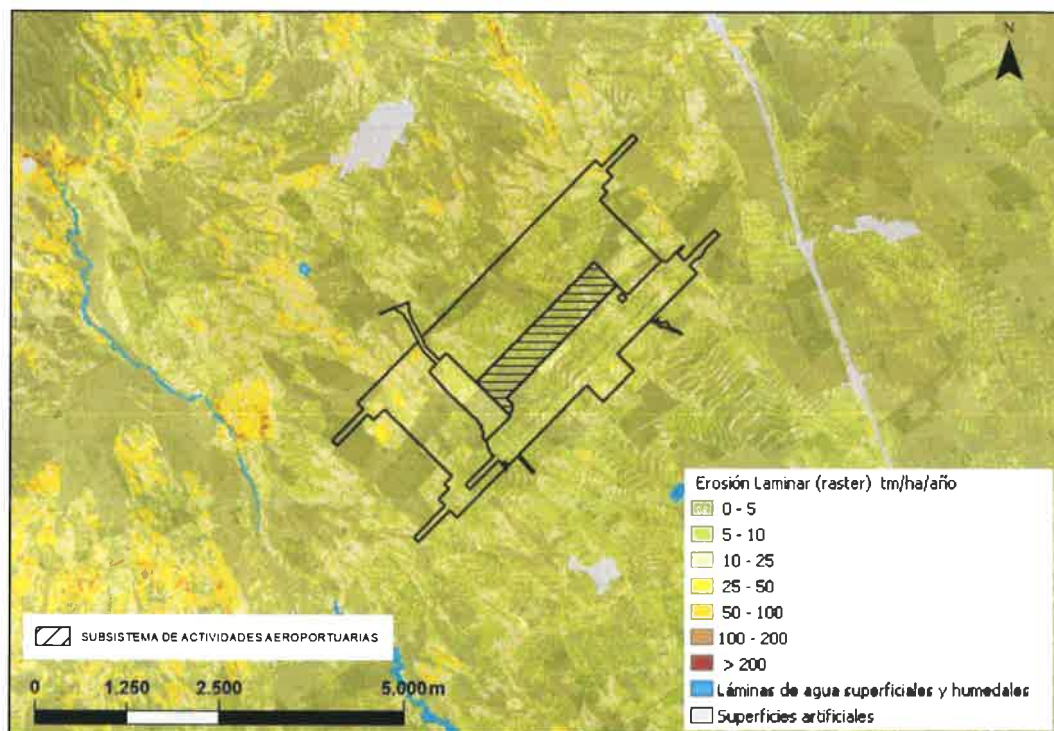 N
Erosión Laminar (raster) tm/ha/año
0 - 5
5 - 10
10 - 25
25 - 50
50 - 100
100 - 200
> 200
Láminas de agua superficiales y humedales
Superficies artificiales
SUBSISTEMA DE ACTIVIDADES AEROPORTUARIAS
0 1.250 2.500 5.000 m